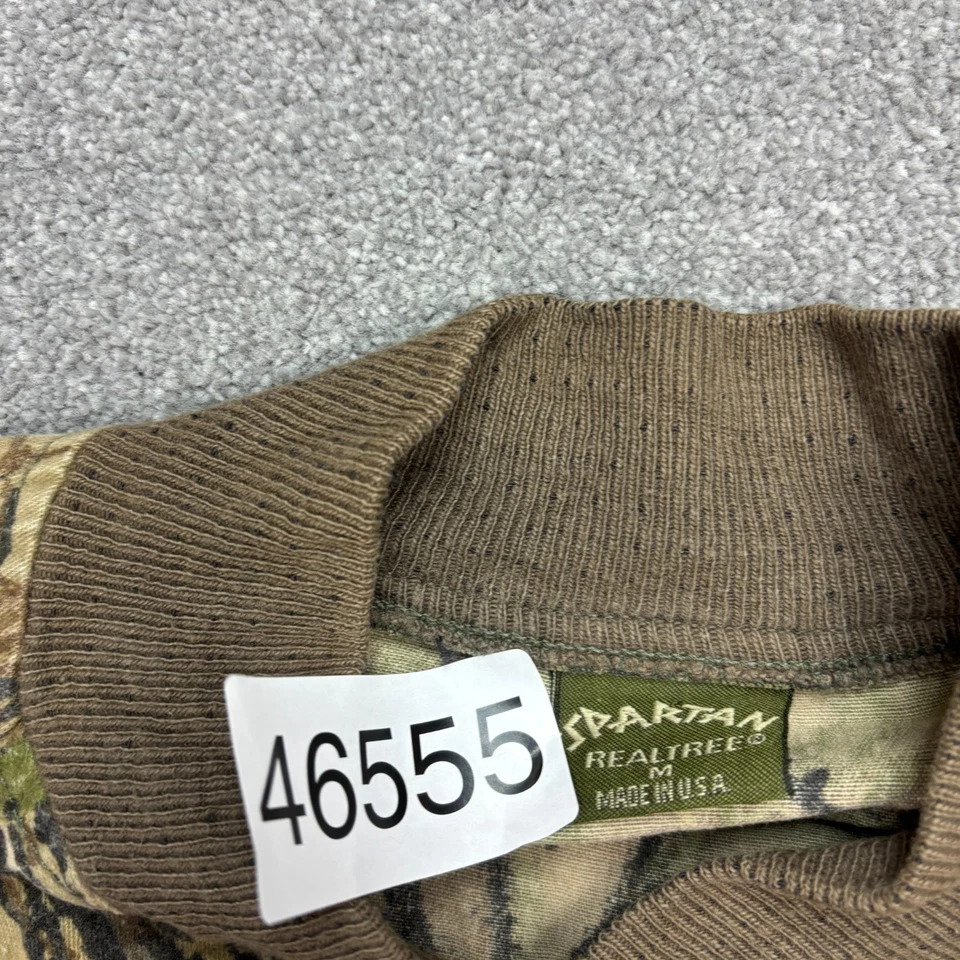 46555
SPARTAN
REALTREE®
M
MADE IN U.S.A.